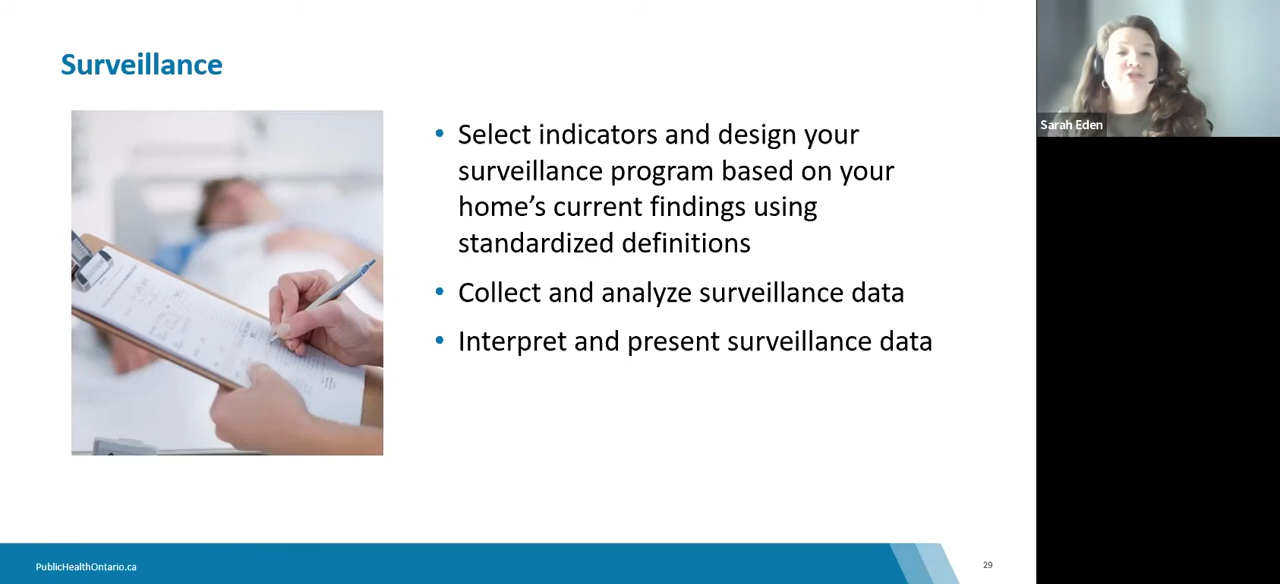 Surveillance
• Select indicators and design your
surveillance program based on your
home’s current findings using
standardized definitions
• Collect and analyze surveillance data
• Interpret and present surveillance data
PublicHealthOntario.ca
29
Sarah Eden